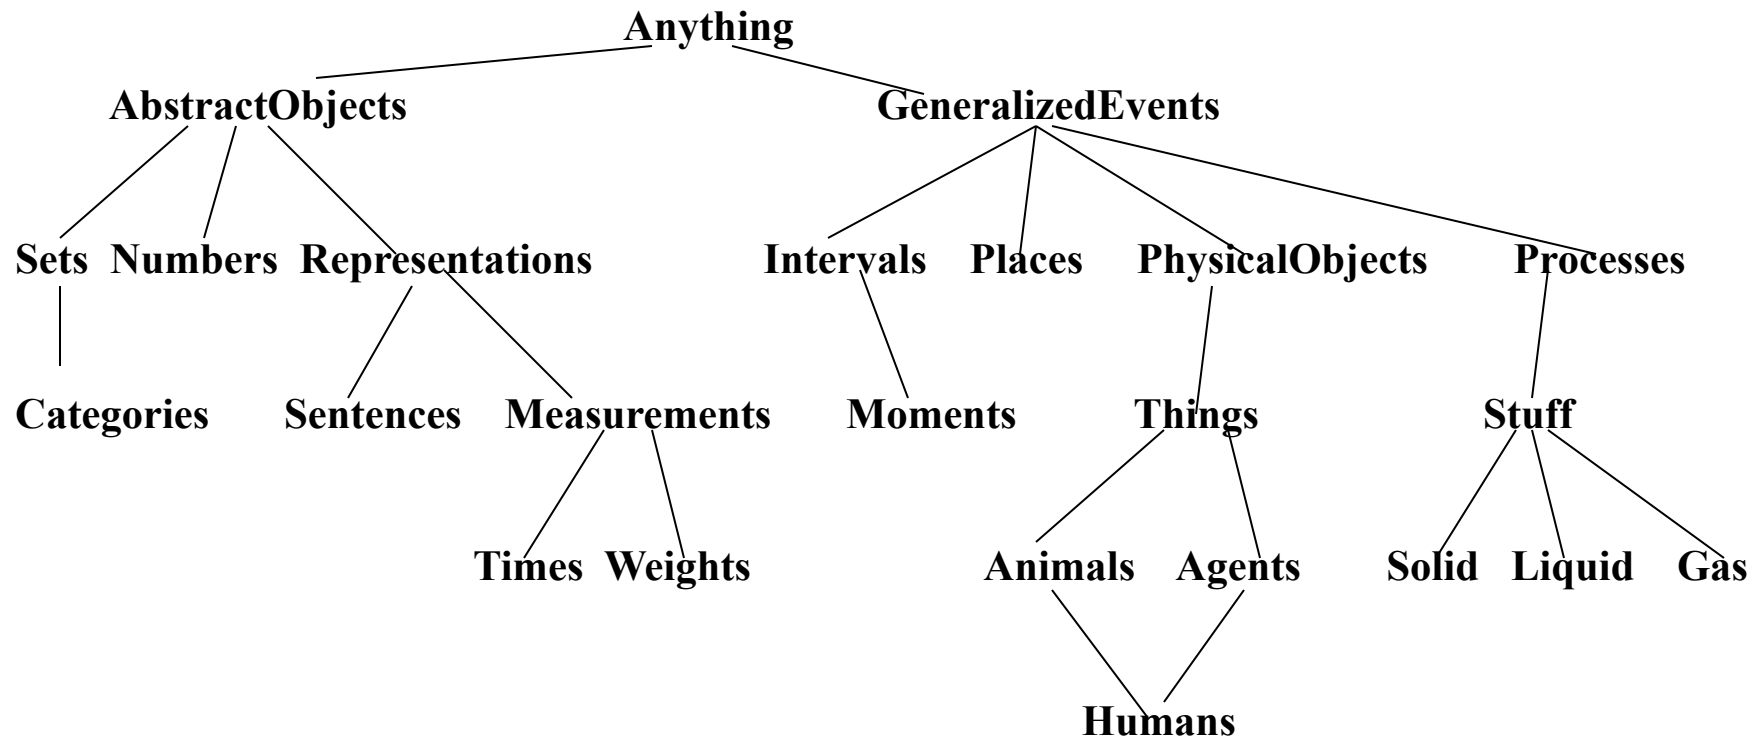 Anything
AbstractObjects GeneralizedEvents
Sets Numbers Representations Intervals Places PhysicalObjects Processes
Categories Sentences Measurements Moments Things Stuff
Times Weights Animals Agents Solid Liquid Gas
Humans